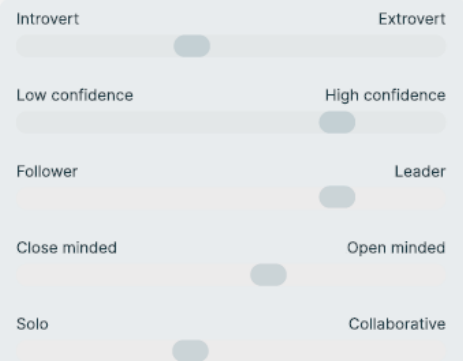 Introvert Extrovert
Low confidence High confidence
Follower Leader
Close minded Open minded
Solo Collaborative